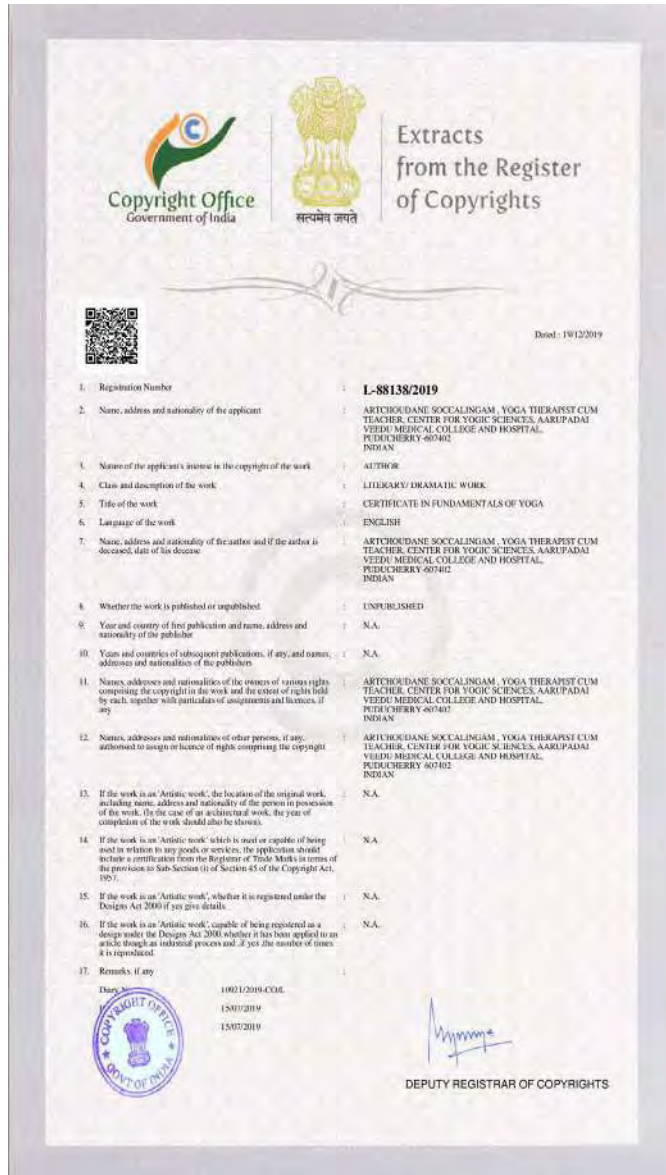 Copyright Office
Government of India
सत्यमेव जयते
Extracts
from the Register
of Copyrights
Dated : 19/12/2019
1. Registration Number : L-88138/2019
2. Name, address and nationality of the applicant : ARTCHOUDANE SOCCALINGAM , YOGA THERAPIST CUM
TEACHER, CENTER FOR YOGIC SCIENCES, AARUPADAI
VEEDU MEDICAL COLLEGE AND HOSPITAL,
PUDUCHERRY-607402
INDIAN
3. Nature of the applicant's interest in the copyright of the work : AUTHOR
4. Class and description of the work : LITERARY/ DRAMATIC WORK
5. Title of the work : CERTIFICATE IN FUNDAMENTALS OF YOGA
6. Language of the work : ENGLISH
7. Name, address and nationality of the author and if the author is : ARTCHOUDANE SOCCALINGAM , YOGA THERAPIST CUM
deceased, date of his decease TEACHER, CENTER FOR YOGIC SCIENCES, AARUPADAI
VEEDU MEDICAL COLLEGE AND HOSPITAL,
PUDUCHERRY-607402
INDIAN
8. Whether the work is published or unpublished : UNPUBLISHED
9. Year and country of first publication and name, address and : N.A.
nationality of the publisher
10. Years and countries of subsequent publications, if any, and names, : N.A.
addresses and nationalities of the publishers
11. Names, addresses and nationalities of the owners of various rights : ARTCHOUDANE SOCCALINGAM , YOGA THERAPIST CUM
comprising the copyright in the work and the extent of rights held TEACHER, CENTER FOR YOGIC SCIENCES, AARUPADAI
by each, together with particulars of assignments and licences, if VEEDU MEDICAL COLLEGE AND HOSPITAL,
any PUDUCHERRY-607402
INDIAN
12. Names, addresses and nationalities of other persons, if any, : ARTCHOUDANE SOCCALINGAM , YOGA THERAPIST CUM
authorised to assign or licence of rights comprising the copyright TEACHER, CENTER FOR YOGIC SCIENCES, AARUPADAI
VEEDU MEDICAL COLLEGE AND HOSPITAL,
PUDUCHERRY-607402
INDIAN
13. If the work is an 'Artistic work', the location of the original work, : N.A.
including name, address and nationality of the person in possession
of the work. (In the case of an architectural work, the year of
completion of the work should also be shown).
14. If the work is an 'Artistic work' which is used or capable of being : N.A.
used in relation to any goods or services, the application should
include a certification from the Registrar of Trade Marks in terms of
the provision to Sub-Section (i) of Section 45 of the Copyright Act,
1957.
15. If the work is an 'Artistic work', whether it is registered under the : N.A.
Designs Act 2000 if yes give details.
16. If the work is an 'Artistic work', capable of being registered as a : N.A.
design under the Designs Act 2000 whether it has been applied to an
article though an industrial process and ,if yes ,the number of times
it is reproduced.
17. Remarks, if any :
Diary 10921/2019-CO/L
15/07/2019
15/07/2019
COPYRIGHT OFFICE
GOVT OF INDIA
DEPUTY REGISTRAR OF COPYRIGHTS